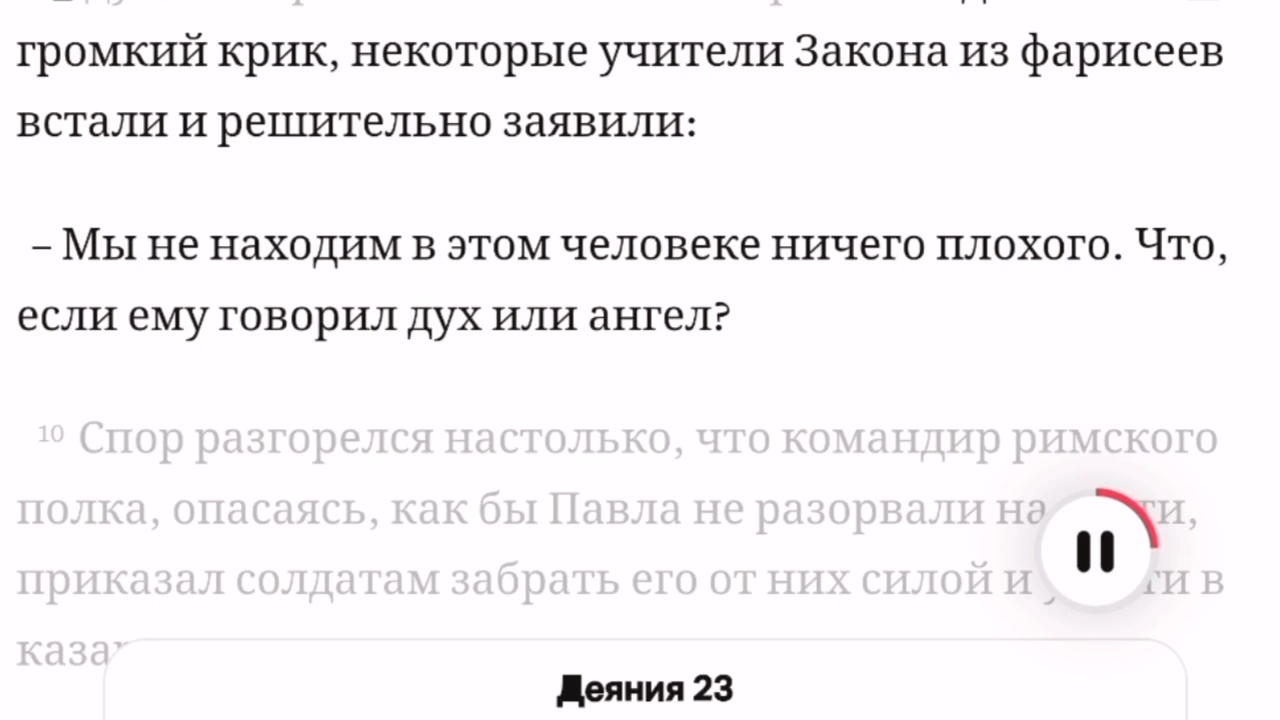 громкий крик, некоторые учители Закона из фарисеев
встали и решительно заявили:
– Мы не находим в этом человеке ничего плохого. Что,
если ему говорил дух или ангел?
10 Спор разгорелся настолько, что командир римского
полка, опасаясь, как бы Павла не разорвали на
приказал солдатам забрать его от них силой и
в
Деяния 23